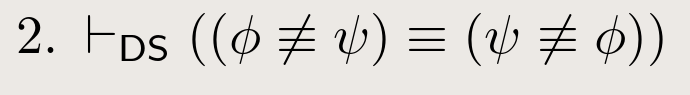 2. ⊢DS ((ϕ ≢ ψ) ≡ (ψ ≢ ϕ))